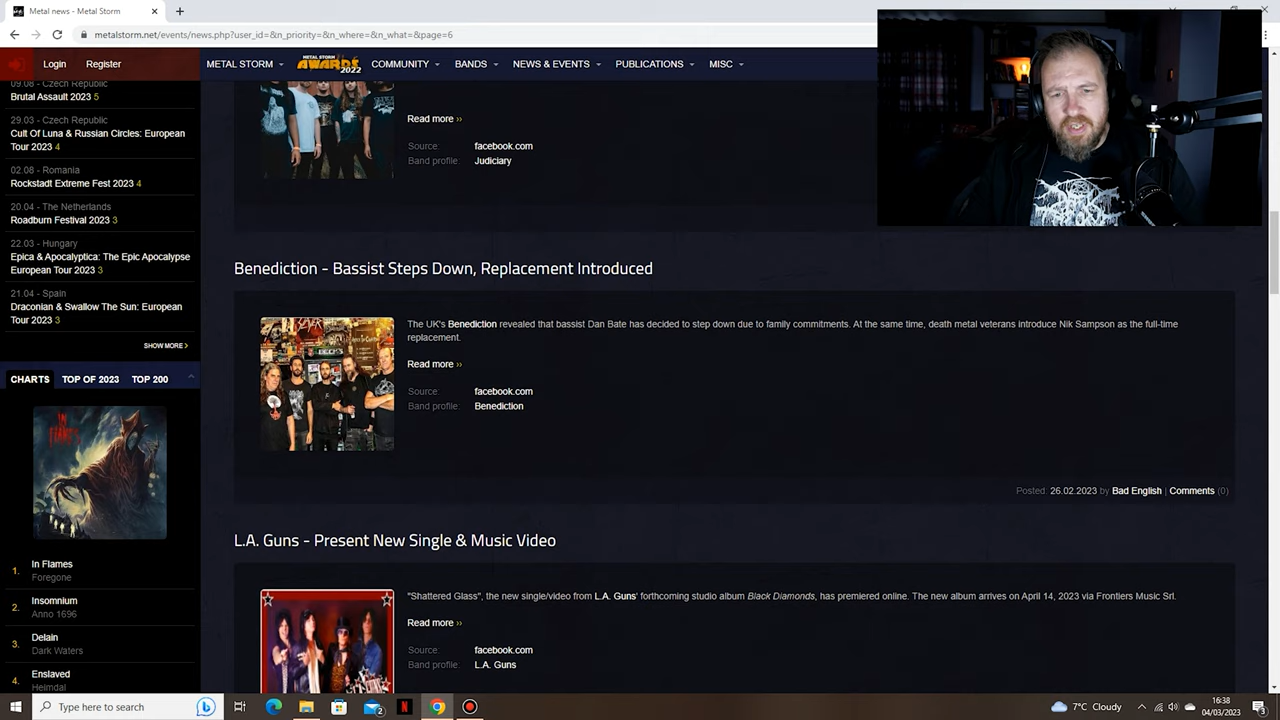 Metal news - Metal Storm
metalstorm.net/events/news.php?user_id=&n_priority=&n_where=&n_what=&page=6
Login Register METAL STORM METAL STORM AWARDS 2022 COMMUNITY BANDS NEWS & EVENTS PUBLICATIONS MISC
09.08 - Czech Republic
Brutal Assault 2023 5
29.03 - Czech Republic
Cult Of Luna & Russian Circles: European
Tour 2023 4
02.08 - Romania
Rockstadt Extreme Fest 2023 4
20.04 - The Netherlands
Roadburn Festival 2023 3
22.03 - Hungary
Epica & Apocalyptica: The Epic Apocalypse
European Tour 2023 3
21.04 - Spain
Draconian & Swallow The Sun: European
Tour 2023 3
SHOW MORE
CHARTS TOP OF 2023 TOP 200
IN FLAMES
1. In Flames
Foregone
2. Insomnium
Anno 1696
3. Delain
Dark Waters
4. Enslaved
Heimdal
Read more ››
Source: facebook.com
Band profile: Judiciary
Benediction - Bassist Steps Down, Replacement Introduced
The UK's Benediction revealed that bassist Dan Bate has decided to step down due to family commitments. At the same time, death metal veterans introduce Nik Sampson as the full-time
replacement.
Read more ››
Source: facebook.com
Band profile: Benediction
Posted: 26.02.2023 by Bad English | Comments (0)
L.A. Guns - Present New Single & Music Video
"Shattered Glass", the new single/video from L.A. Guns' forthcoming studio album Black Diamonds, has premiered online. The new album arrives on April 14, 2023 via Frontiers Music Srl.
Read more ››
Source: facebook.com
Band profile: L.A. Guns
Type here to search
7°C Cloudy
16:38
04/03/2023